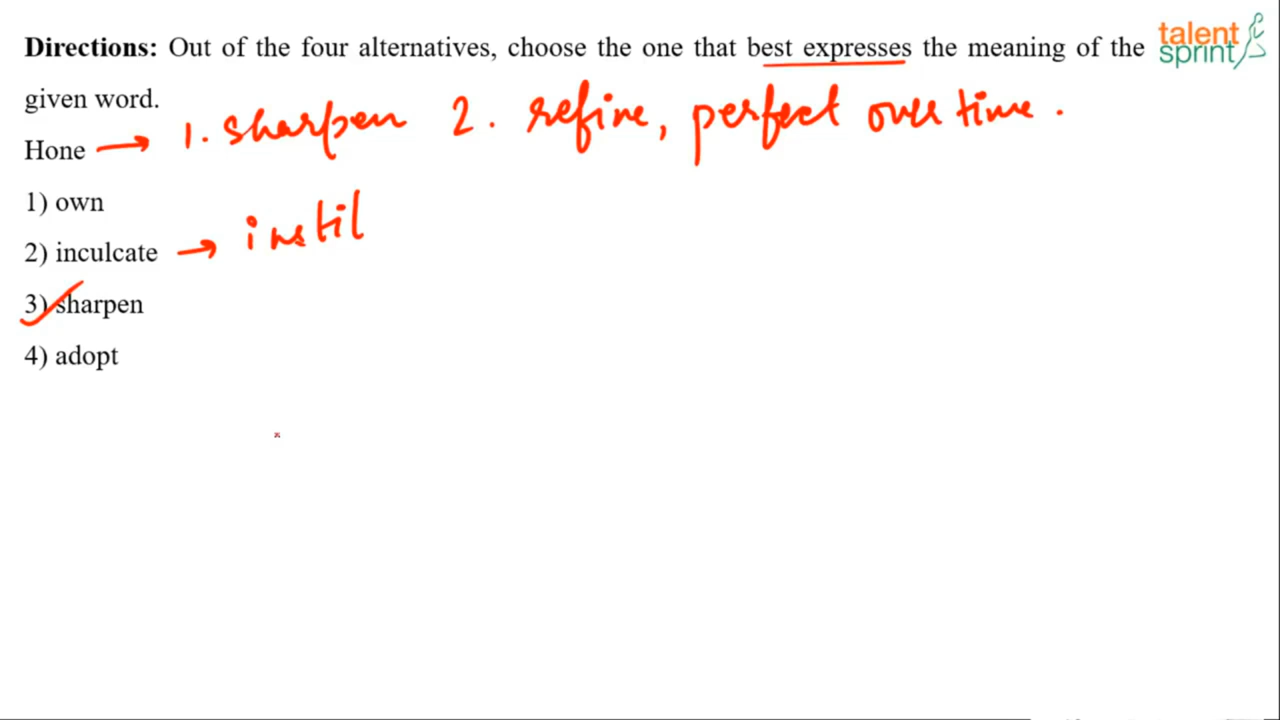 Directions: Out of the four alternatives, choose the one that best expresses the meaning of the
talent
sprint
given word.
Hone → 1. sharpen 2. refine, perfect over time.
1) own
2) inculcate → instil
3) sharpen
4) adopt